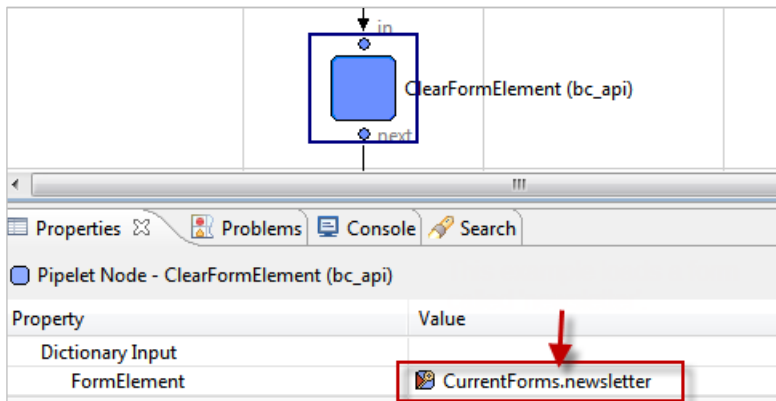 in
ClearFormElement (bc_api)
next
Properties Problems Console Search
Pipelet Node - ClearFormElement (bc_api)
Property Value
Dictionary Input
FormElement CurrentForms.newsletter